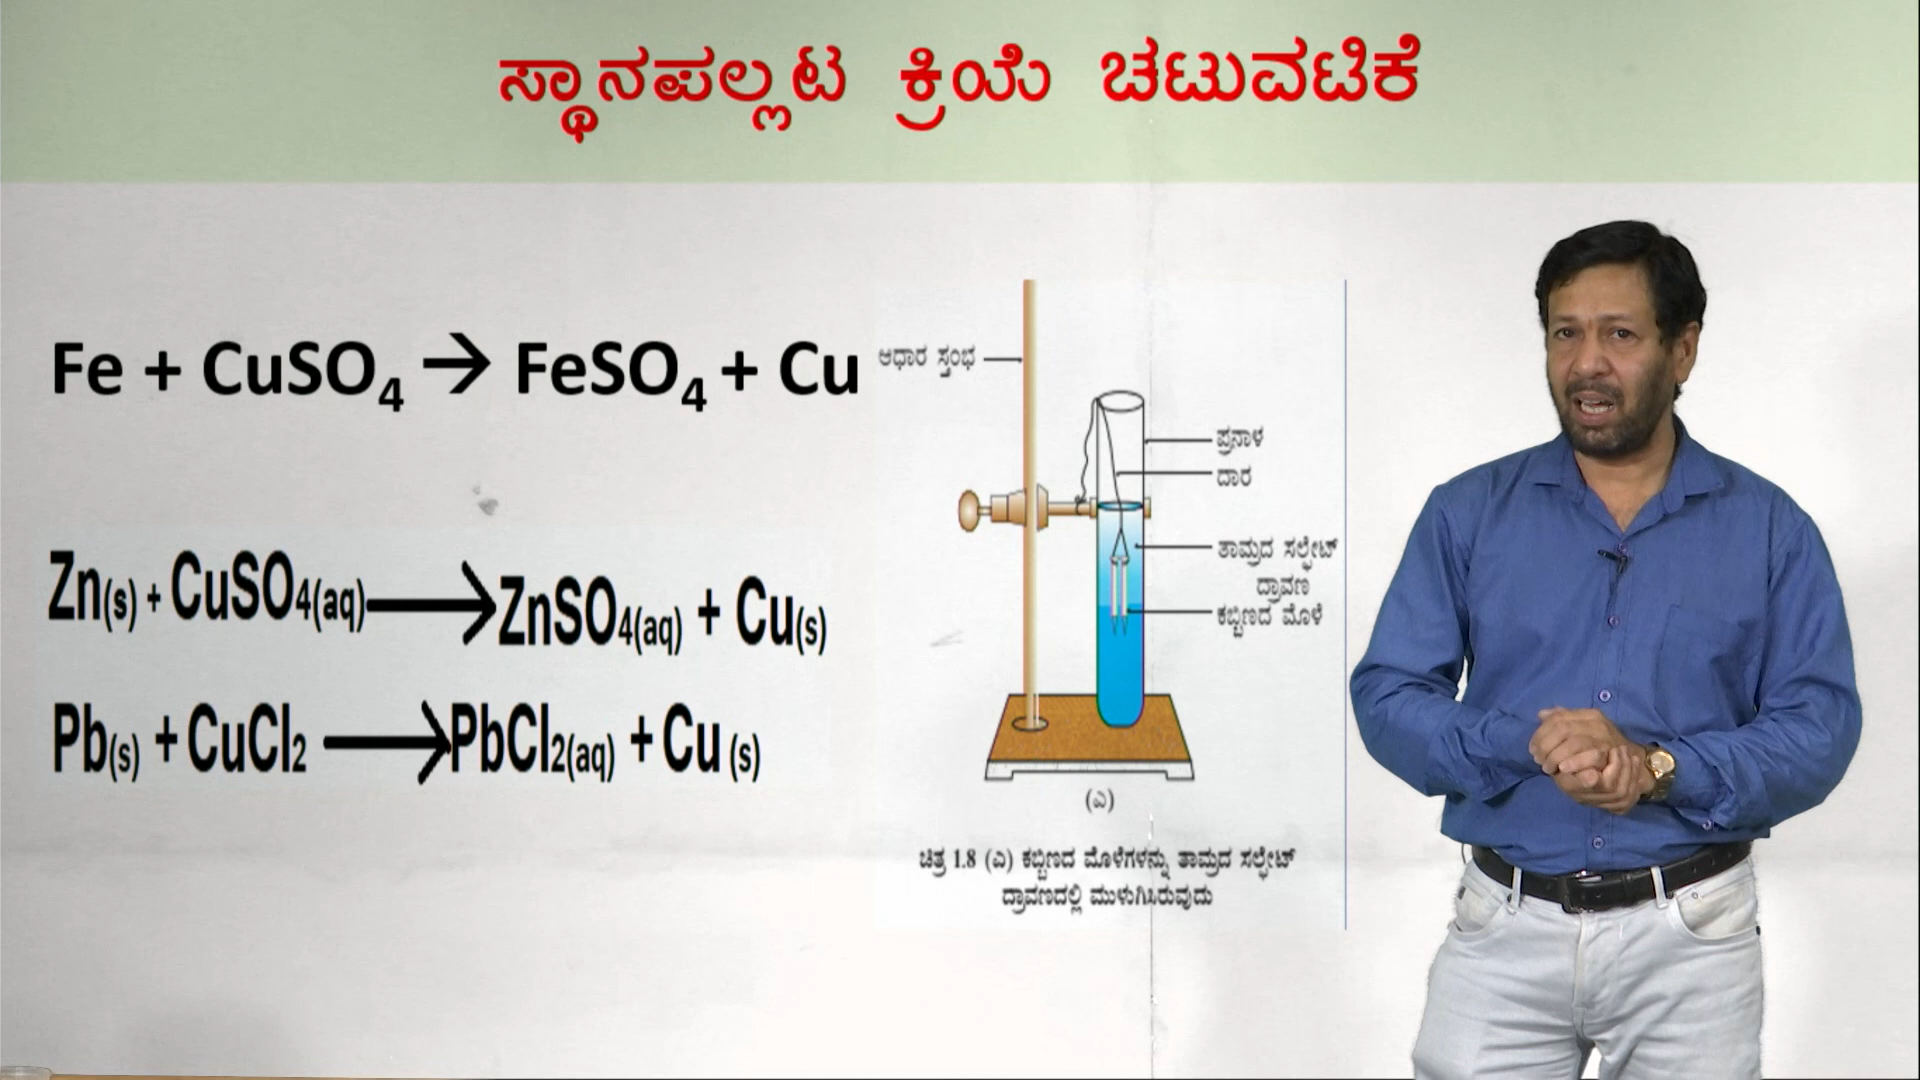 ಸ್ಥಾನಪಲ್ಲಟ ಕ್ರಿಯೆ ಚಟುವಟಿಕೆ
Fe + CuSO₄ → FeSO₄ + Cu
Zn(s) + CuSO₄(aq) ⟶ ZnSO₄(aq) + Cu(s)
Pb(s) + CuCl₂ ⟶ PbCl₂(aq) + Cu (s)
ಆಧಾರ ಸ್ತಂಭ
ಪ್ರನಾಳ
ದಾರ
ತಾಮ್ರದ ಸಲ್ಫೇಟ್
ದ್ರಾವಣ
ಕಬ್ಬಿಣದ ಮೊಳೆ
(ಎ)
ಚಿತ್ರ 1.8 (ಎ) ಕಬ್ಬಿಣದ ಮೊಳೆಗಳನ್ನು ತಾಮ್ರದ ಸಲ್ಫೇಟ್
ದ್ರಾವಣದಲ್ಲಿ ಮುಳುಗಿಸಿರುವುದು